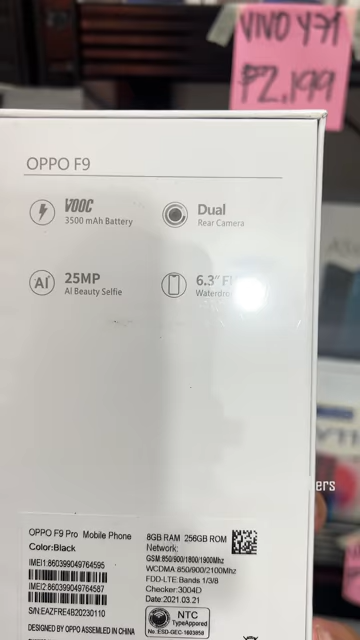 VIVO Y71
₱2,199
OPPO F9
VOOC
3500 mAh Battery
Dual
Rear Camera
AI
25MP
AI Beauty Selfie
6.3" F
Waterdro
ers
OPPO F9 Pro Mobile Phone
Color:Black
IMEI1:860399049764595
IMEI2:860399049764587
S/N:EAZFRE4B20230110
DESIGNED BY OPPO ASSEMLED IN CHINA
8GB RAM 256GB ROM
Network:
GSM:850/900/1800/1900Mhz
WCDMA:850/900/2100Mhz
FDD-LTE:Bands 1/3/8
Checker:3004D
Date:2021.03.21
NTC
TypeApproved
No.:ESD-GEC-1803858